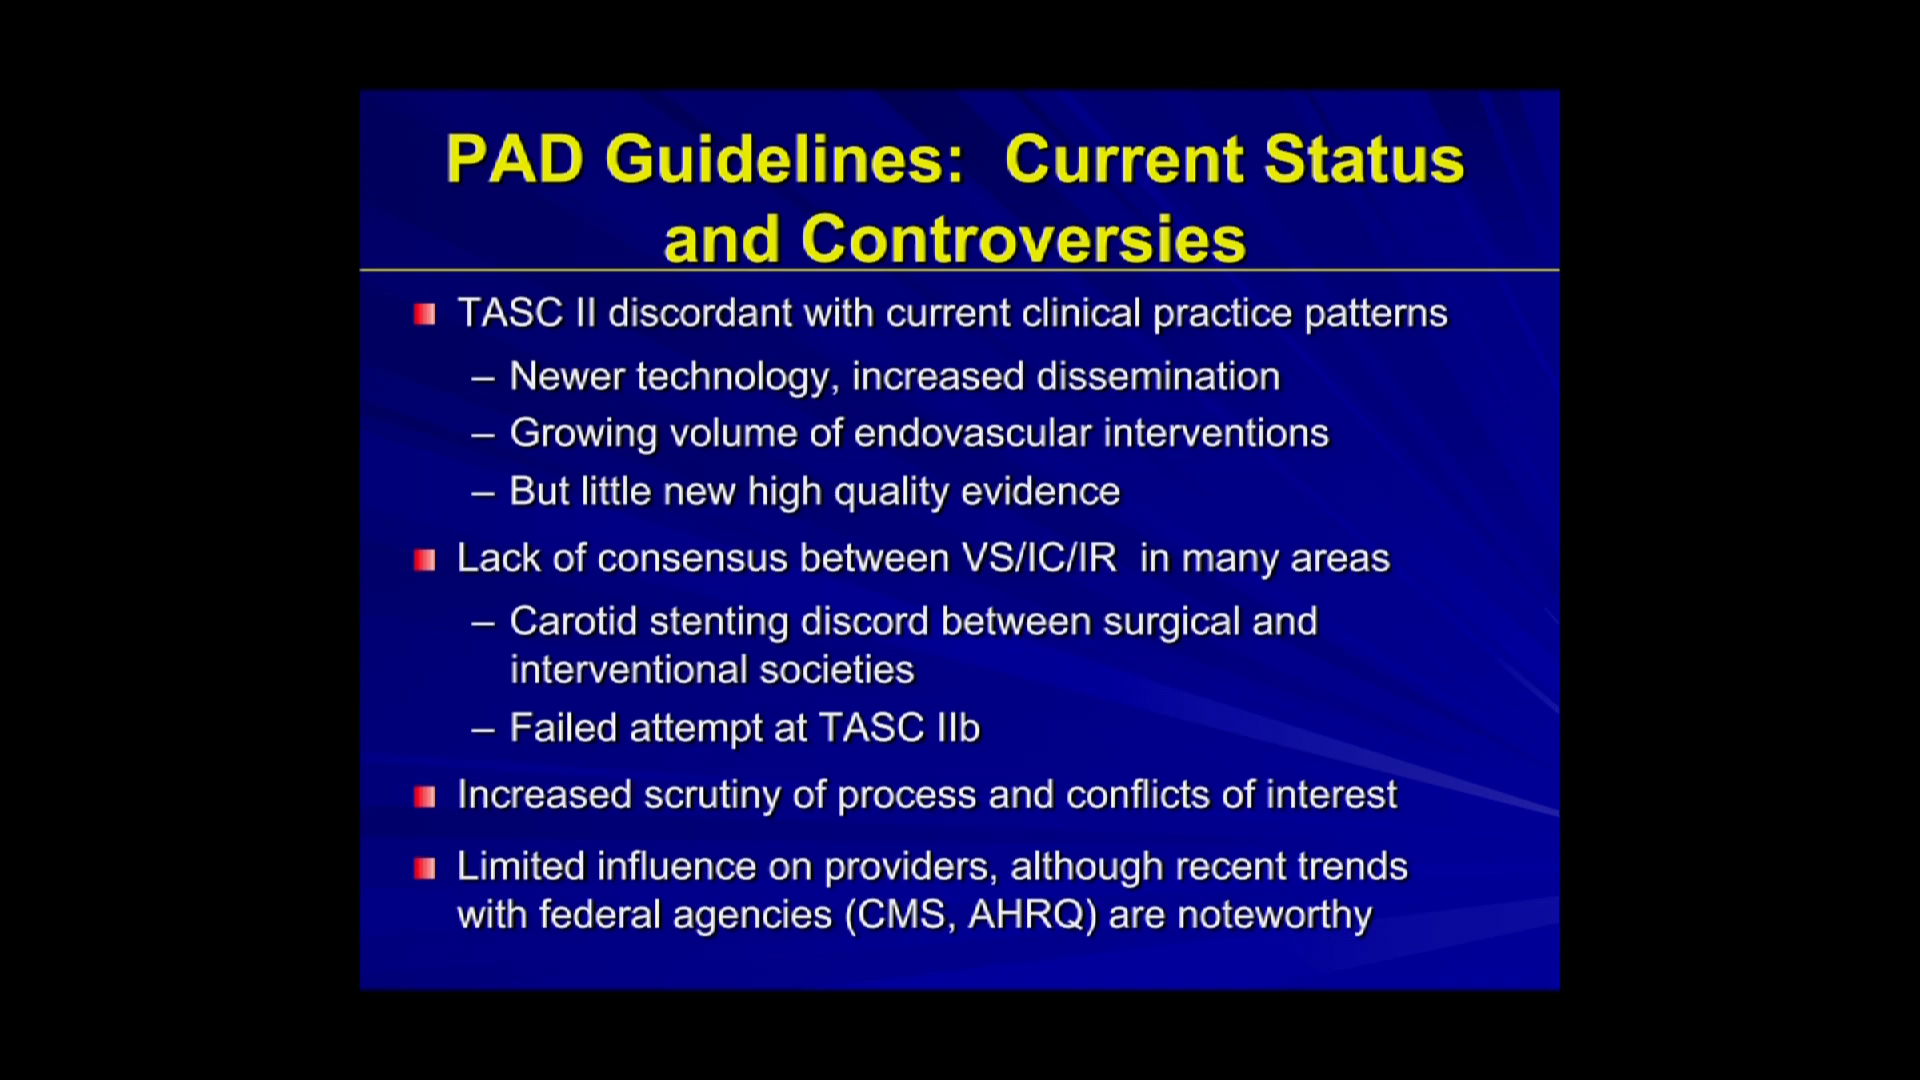 PAD Guidelines: Current Status
and Controversies
TASC II discordant with current clinical practice patterns
– Newer technology, increased dissemination
– Growing volume of endovascular interventions
– But little new high quality evidence
Lack of consensus between VS/IC/IR in many areas
– Carotid stenting discord between surgical and
interventional societies
– Failed attempt at TASC IIb
Increased scrutiny of process and conflicts of interest
Limited influence on providers, although recent trends
with federal agencies (CMS, AHRQ) are noteworthy